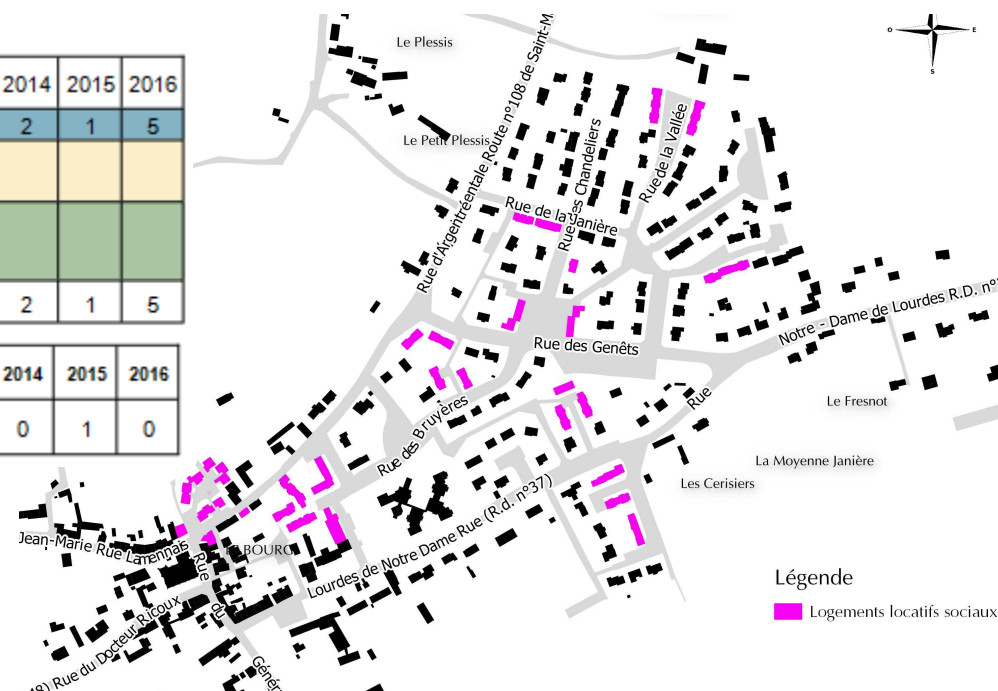 2014 2015 2016
2 1 5
2 1 5
2014 2015 2016
0 1 0
O E
S
Le Plessis
Le Petit Plessis
Rue d'Argentré
entale Route n°108 de Saint-M
Rue des Chandeliers
Rue de la Vallée
Rue de la Janière
Rue des Genêts
Notre - Dame de Lourdes R.D. n°
Rue
Le Fresnot
La Moyenne Janière
Les Cerisiers
Rue des Bruyères
Lourdes de Notre Dame Rue (R.d. n°37)
Jean-Marie Rue Lamennais
BOURG
Rue du
Génér
8) Rue du Docteur Ricoux
Légende
Logements locatifs sociaux